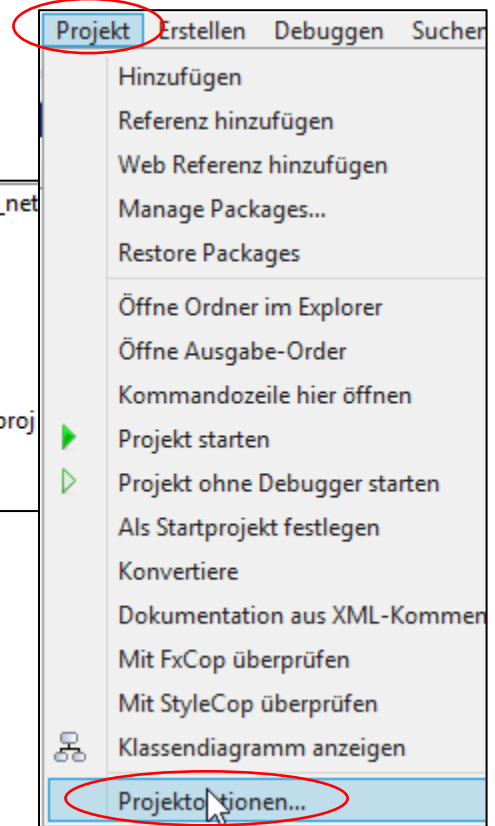 Projekt Erstellen Debuggen Suchen
Hinzufügen
Referenz hinzufügen
Web Referenz hinzufügen
_net
Manage Packages...
Restore Packages
Öffne Ordner im Explorer
Öffne Ausgabe-Order
Kommandozeile hier öffnen
proj
Projekt starten
Projekt ohne Debugger starten
Als Startprojekt festlegen
Konvertiere
Dokumentation aus XML-Kommen
Mit FxCop überprüfen
Mit StyleCop überprüfen
Klassendiagramm anzeigen
Projektoptionen...